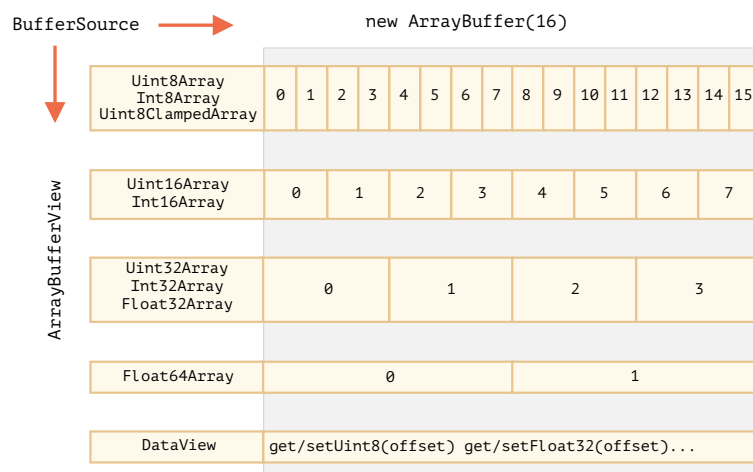 BufferSource
new ArrayBuffer(16)
ArrayBufferView
Uint8Array
Int8Array
Uint8ClampedArray
0 1 2 3 4 5 6 7 8 9 10 11 12 13 14 15
Uint16Array
Int16Array
0 1 2 3 4 5 6 7
Uint32Array
Int32Array
Float32Array
0 1 2 3
Float64Array
0 1
DataView
get/setUint8(offset) get/setFloat32(offset)...